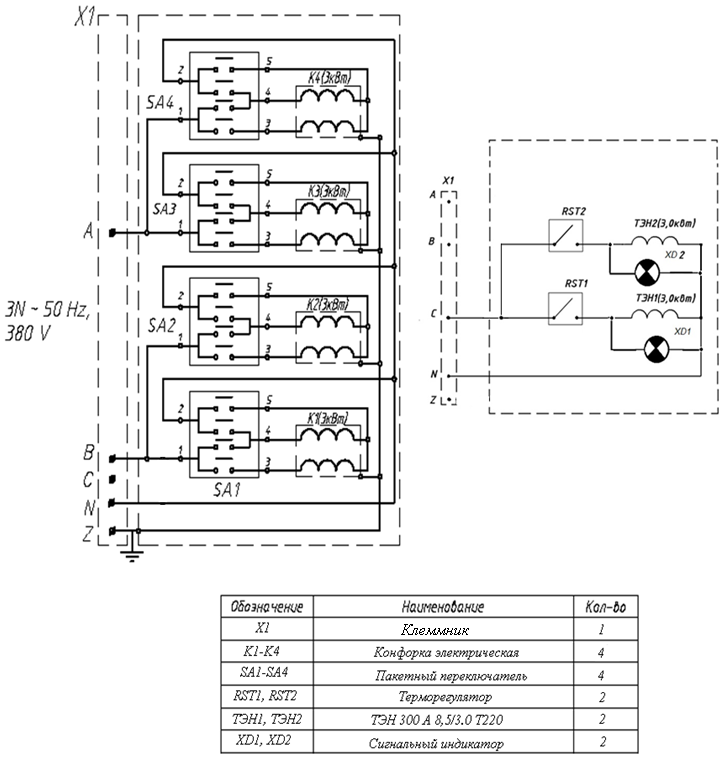 X1
2
5
K4(3кВт)
4
SA4
1
3
2
5
K3(3кВт)
SA3
4
A
1
3
2
5
K2(3кВт)
3N ~ 50 Hz,
380 V
SA2
4
1
3
2
5
K1(3кВт)
4
B
1
3
C
SA1
N
Z
X1
A
RST2
ТЭН2(3,0кВт)
B
XD 2
RST1
ТЭН1(3,0кВт)
C
XD1
N
Z
Обозначение Наименование Кол-во
X1 Клеммник 1
K1-K4 Конфорка электрическая 4
SA1-SA4 Пакетный переключатель 4
RST1, RST2 Терморегулятор 2
ТЭН1, ТЭН2 ТЭН 300 А 8,5/3.0 Т220 2
XD1, XD2 Сигнальный индикатор 2